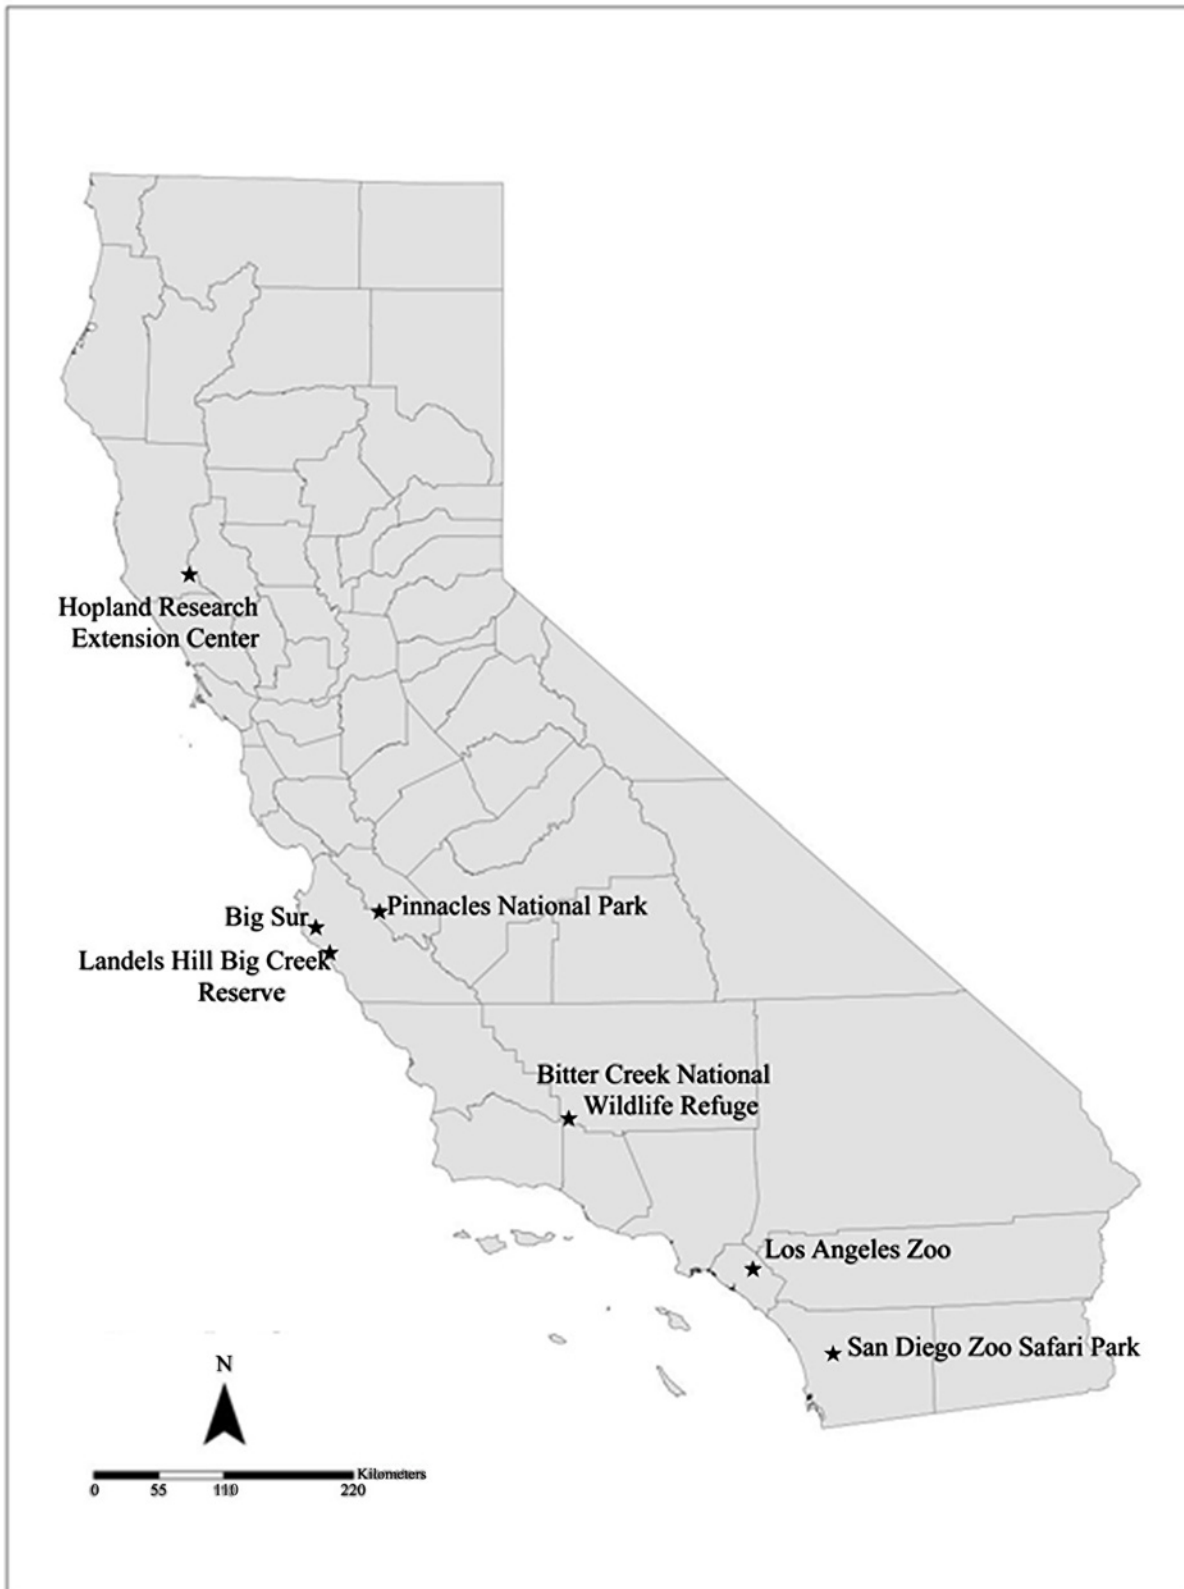 Hopland Research
Extension Center
Big Sur
Pinnacles National Park
Landels Hill Big Creek
Reserve
Bitter Creek National
Wildlife Refuge
Los Angeles Zoo
San Diego Zoo Safari Park
N
Kilometers
0 55 110 220